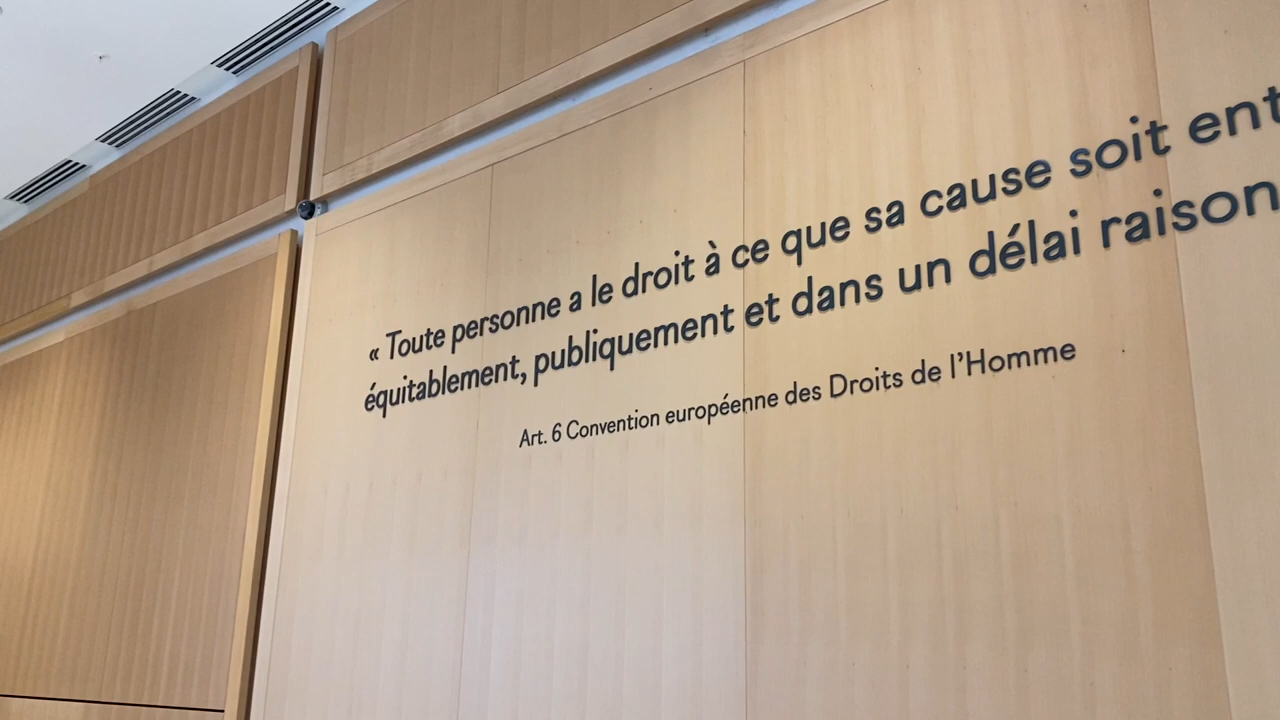 « Toute personne a le droit à ce que sa cause soit ent
équitablement, publiquement et dans un délai raison
Art. 6 Convention européenne des Droits de l'Homme